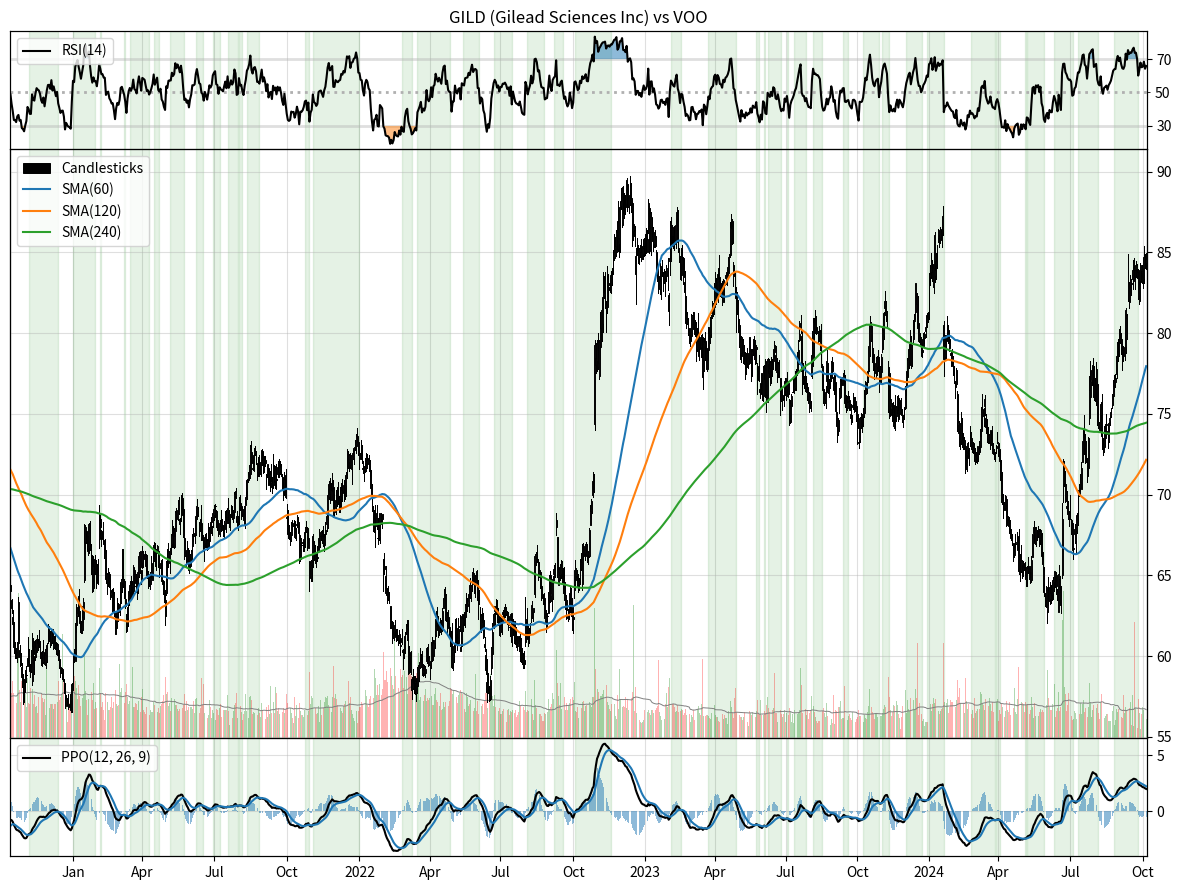 GILD (Gilead Sciences Inc) vs VOO
RSI(14)
70
50
30
Candlesticks
SMA(60)
SMA(120)
SMA(240)
90
85
80
75
70
65
60
55
PPO(12, 26, 9)
5
0
Jan Apr Jul Oct 2022 Apr Jul Oct 2023 Apr Jul Oct 2024 Apr Jul Oct